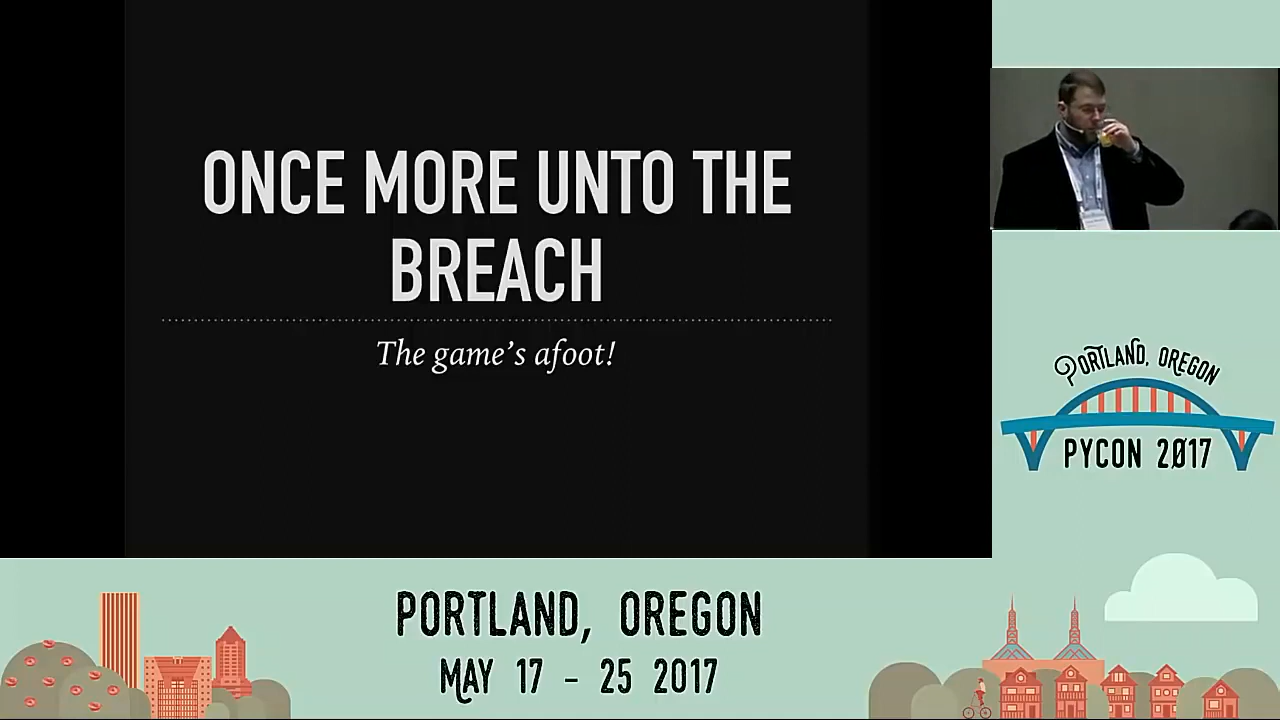 ONCE MORE UNTO THE
BREACH
The game's afoot!
PORTLAND, OREGON
PYCON 2017
PORTLAND, OREGON
MAY 17 - 25 2017